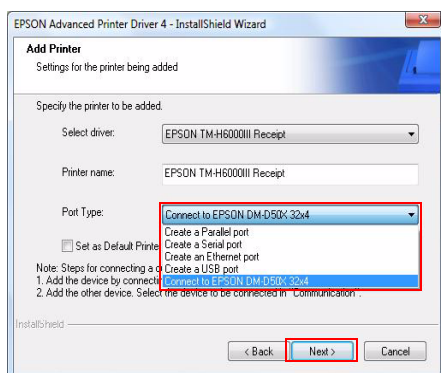 EPSON Advanced Printer Driver 4 - InstallShield Wizard
Add Printer
Settings for the printer being added
Specify the printer to be added.
Select driver: EPSON TM-H6000III Receipt
Printer name: EPSON TM-H6000III Receipt
Port Type: Connect to EPSON DM-D50X 32x4
Create a Parallel port
Set as Default Printe Create a Serial port
Create an Ethernet port
Note: Steps for connecting a Create a USB port
1. Add the device by connecti Connect to EPSON DM-D50X 32x4
2. Add the other device. Select the device to be connected in "Communication".
InstallShield
< Back Next > Cancel